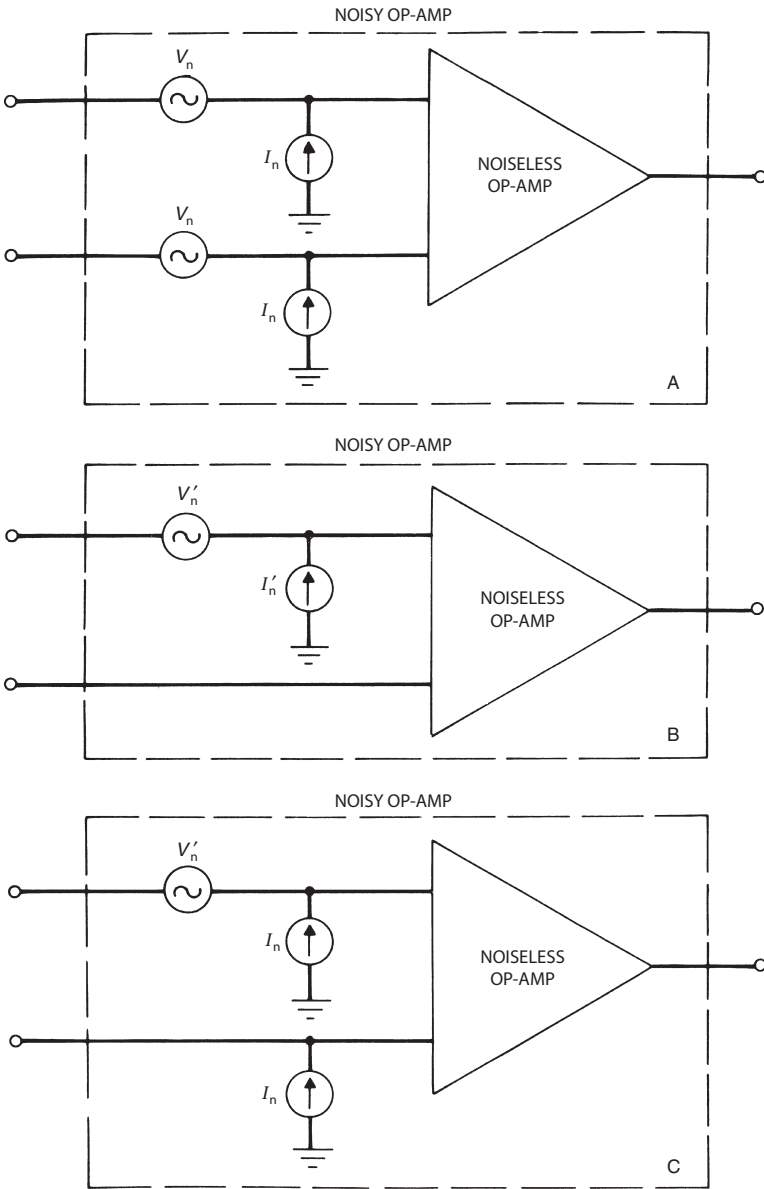 NOISY OP-AMP
Vn
In
NOISELESS
OP-AMP
Vn
In
A
NOISY OP-AMP
V′n
I′n
NOISELESS
OP-AMP
B
NOISY OP-AMP
V′n
In
NOISELESS
OP-AMP
In
C